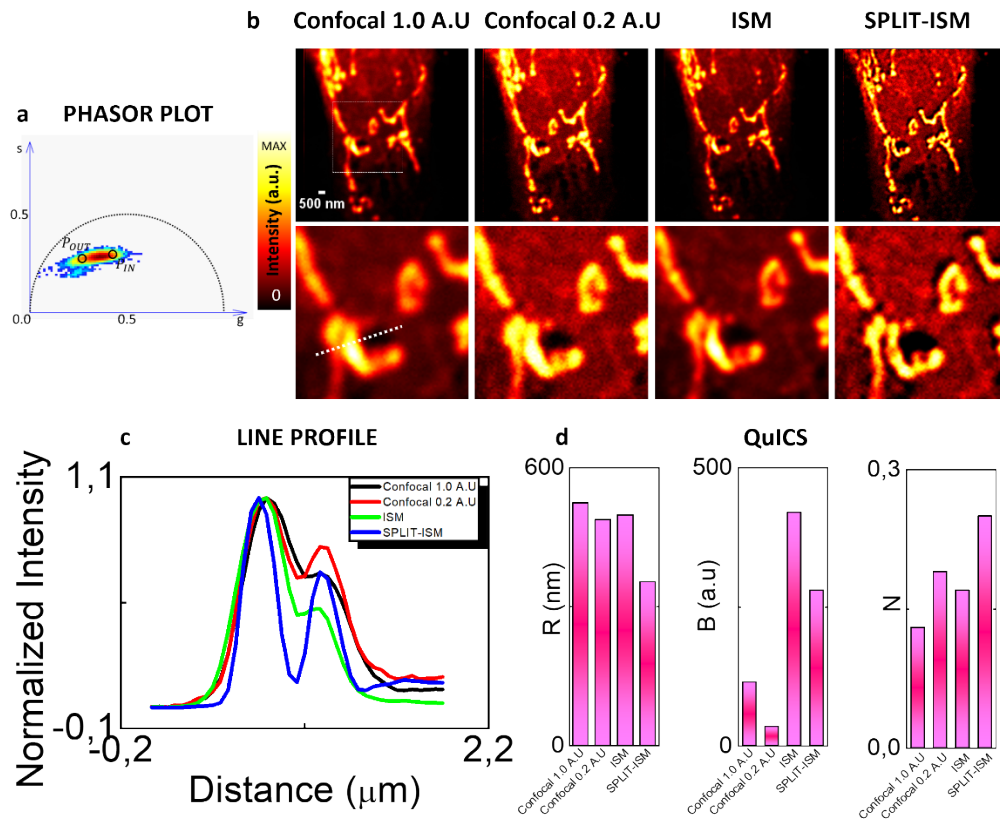 b
Confocal 1.0 A.U
Confocal 0.2 A.U
ISM
SPLIT-ISM
a
PHASOR PLOT
s
0.5
P_OUT
P_IN
0.0
0.5
g
MAX
Intensity (a.u.)
0
500 nm
c
LINE PROFILE
1,1
-0,1
-0,2
2,2
Normalized Intensity
Distance (μm)
Confocal 1.0 A.U
Confocal 0.2 A.U
ISM
SPLIT-ISM
d
QuICS
600
R (nm)
0
Confocal 1.0 A.U
Confocal 0.2 A.U
ISM
SPLIT-ISM
500
B (a.u)
0
Confocal 1.0 A.U
Confocal 0.2 A.U
ISM
SPLIT-ISM
0,3
N
0,0
Confocal 1.0 A.U
Confocal 0.2 A.U
ISM
SPLIT-ISM